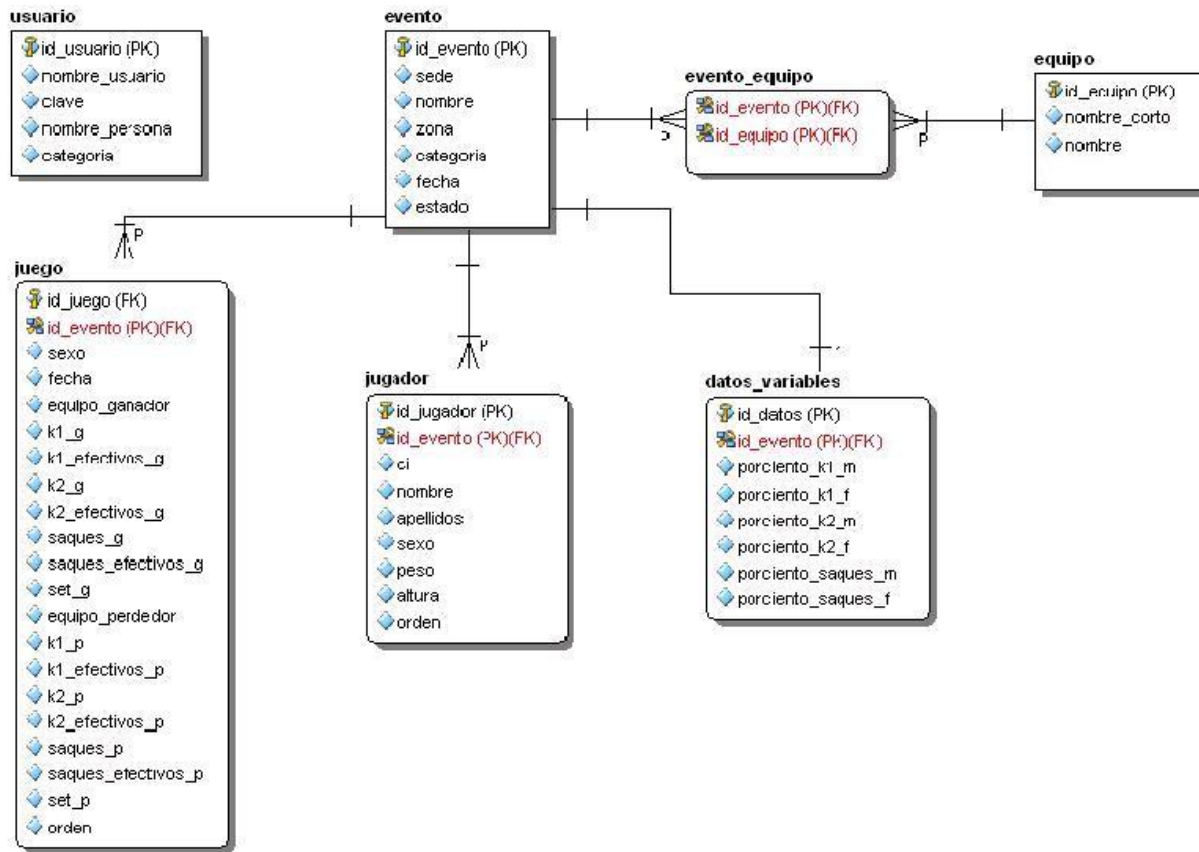 usuario
id_usuario (PK)
nombre_usuario
clave
nombre_persona
categoria
evento
id_evento (PK)
sede
nombre
zona
categoria
fecha
estado
evento_equipo
id_evento (PK)(FK)
id_equipo (PK)(FK)
equipo
id_equipo (PK)
nombre_corto
nombre
P
P
P
juego
id_juego (FK)
id_evento (PK)(FK)
sexo
fecha
equipo_ganador
k1_g
k1_efectivos_g
k2_g
k2_efectivos_g
saques_g
saques_efectivos_g
set_g
equipo_perdedor
k1_p
k1_efectivos_p
k2_p
k2_efectivos_p
saques_p
saques_efectivos_p
set_p
orden
P
jugador
id_jugador (PK)
id_evento (PK)(FK)
ci
nombre
apellidos
sexo
peso
altura
orden
datos_variables
id_datos (PK)
id_evento (PK)(FK)
porciento_k1_m
porciento_k1_f
porciento_k2_m
porciento_k2_f
porciento_saques_m
porciento_saques_f